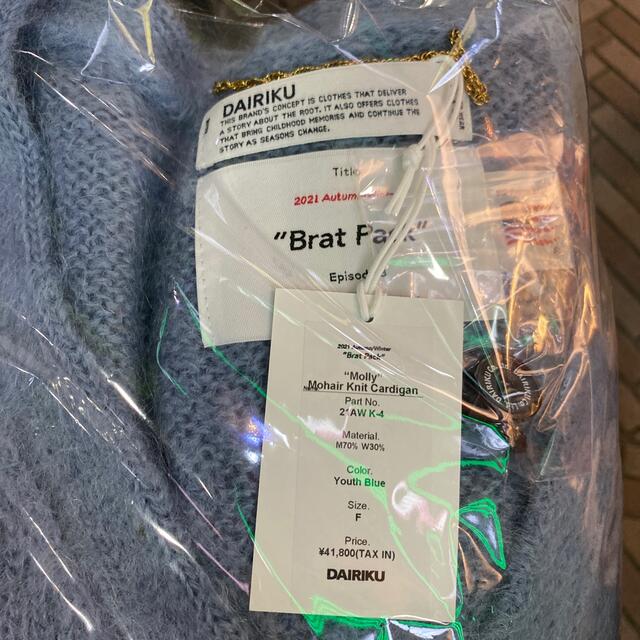 DAIRIKU
THIS BRAND'S CONCEPT IS CLOTHES THAT DELIVER
A STORY ABOUT THE ROOT. IT ALSO OFFERS CLOTHES
THAT BRING CHILDHOOD MEMORIES AND CONTINUE THE
STORY AS SEASONS CHANGE.
2021
"Brat Pack"
2021 Autumn/Winter
"Brat Pack"
"Molly"
Mohair Knit Cardigan
Part No.
21AW K-4
Material.
M70% W30%
Color.
Youth Blue
Size.
F
Price.
¥41,800(TAX IN)
DAIRIKU